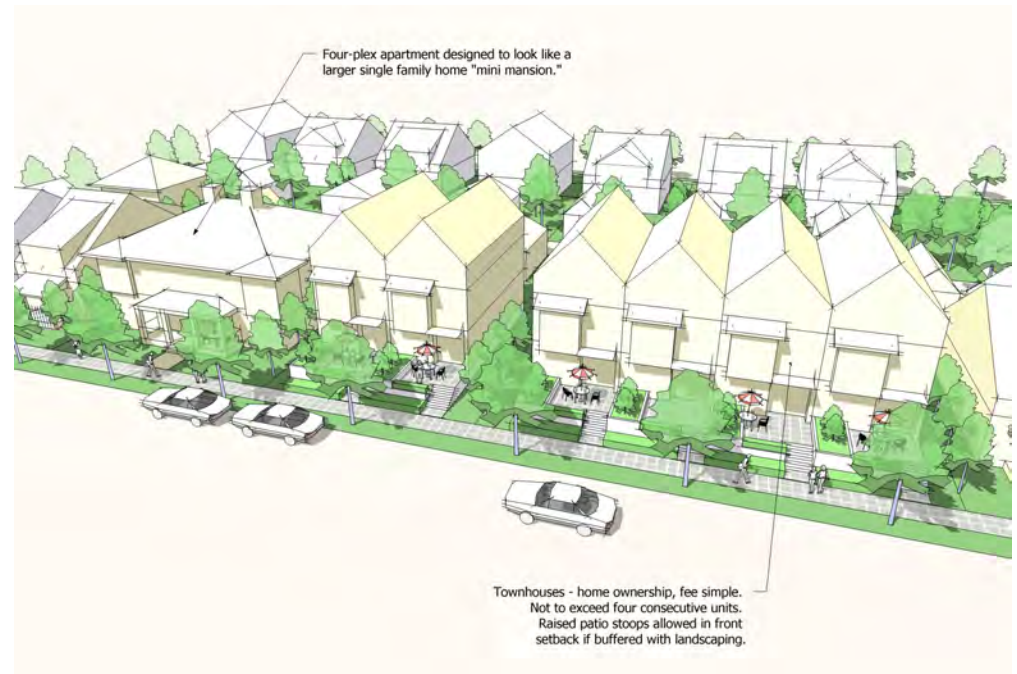 Four-plex apartment designed to look like a
larger single family home "mini mansion."
Townhouses - home ownership, fee simple.
Not to exceed four consecutive units.
Raised patio stoops allowed in front
setback if buffered with landscaping.